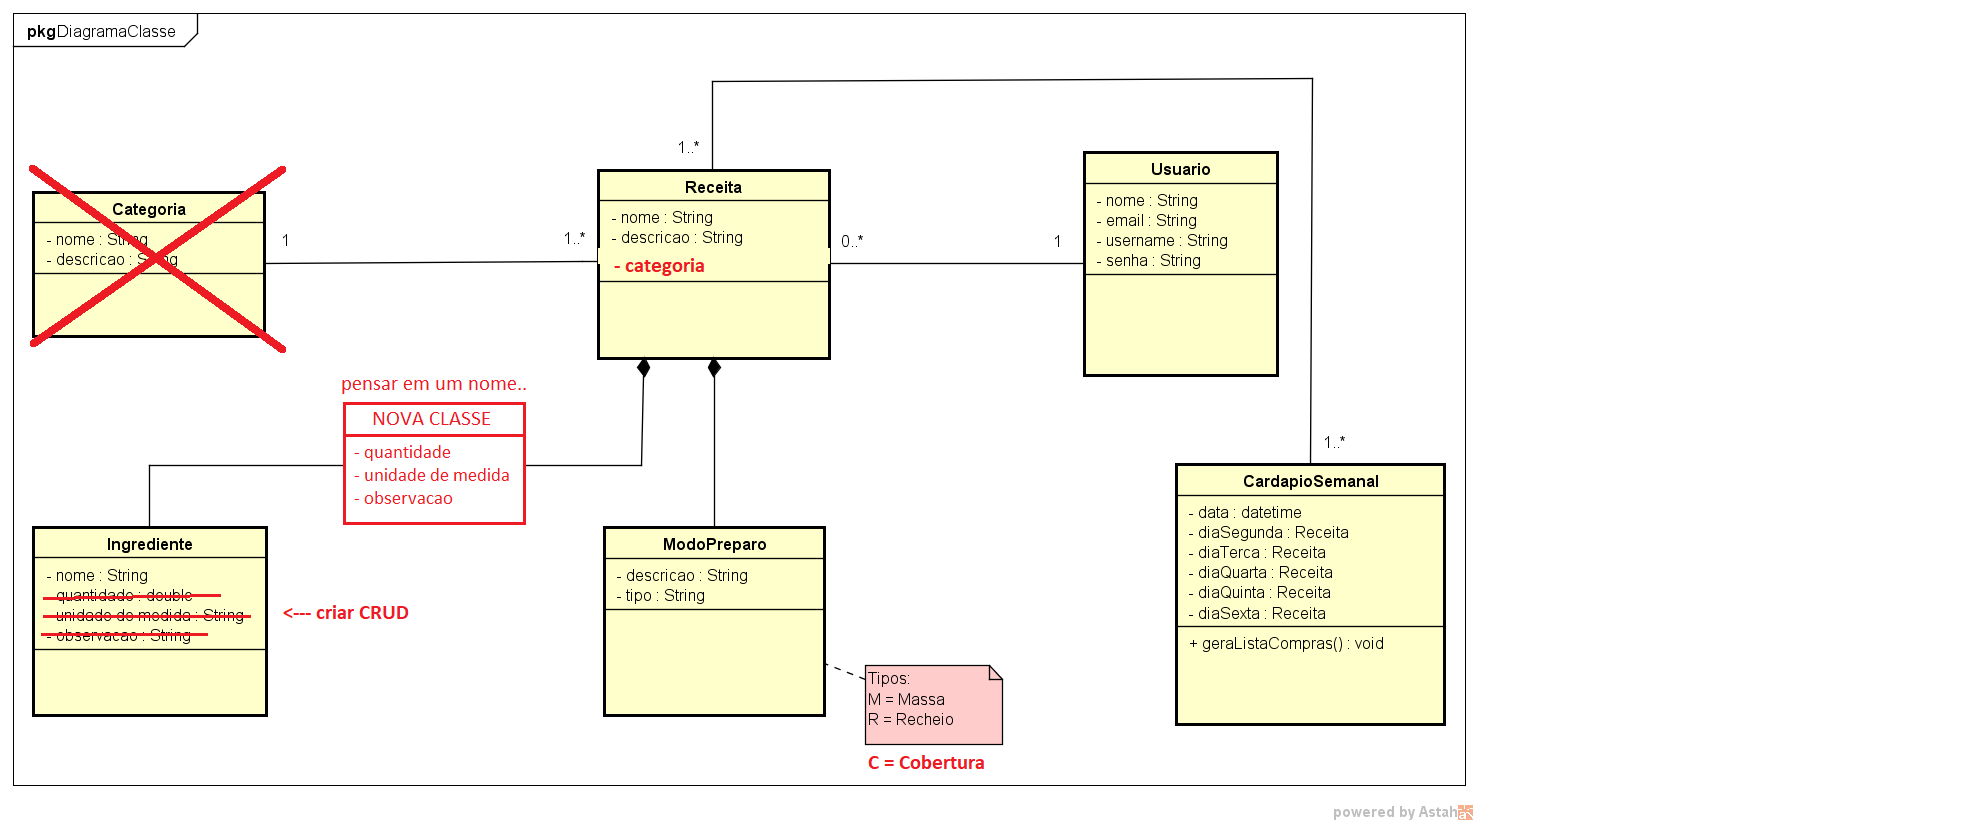 pkg DiagramaClasse
Categoria
- nome : String
- descricao : String
1
1..*
1..*
Receita
- nome : String
- descricao : String
- categoria
0..*
1
Usuario
- nome : String
- email : String
- username : String
- senha : String
pensar em um nome..
NOVA CLASSE
- quantidade
- unidade de medida
- observacao
Ingrediente
- nome : String
- quantidade : double
- unidade de medida : String
- observacao : String
<--- criar CRUD
ModoPreparo
- descricao : String
- tipo : String
Tipos:
M = Massa
R = Recheio
C = Cobertura
1..*
CardapioSemanal
- data : datetime
- diaSegunda : Receita
- diaTerca : Receita
- diaQuarta : Receita
- diaQuinta : Receita
- diaSexta : Receita
+ geraListaCompras() : void
powered by Astah